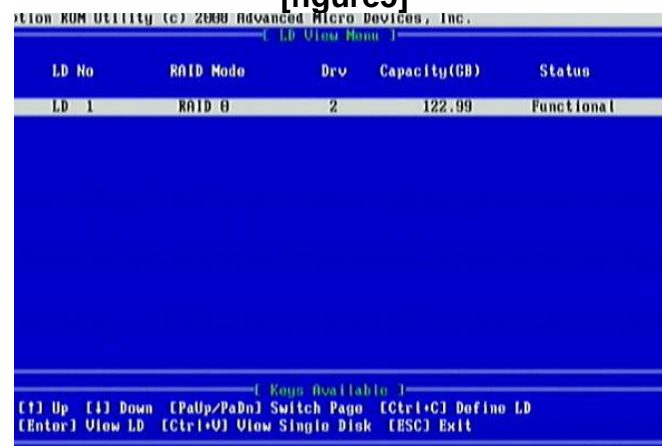 [figure5]
ption ROM Utility (c) 2008 Advanced Micro Devices, Inc.
[ LD View Menu ]
LD No RAID Mode Drv Capacity(GB) Status
LD 1 RAID 0 2 122.99 Functional
[ Keys Available ]
[↑] Up [↓] Down [PaUp/PaDn] Switch Page [Ctrl+C] Define LD
[Enter] View LD [Ctrl+V] View Single Disk [ESC] Exit